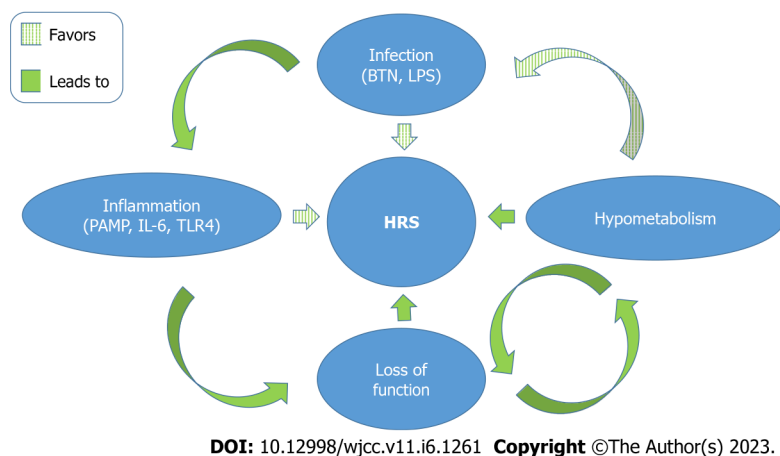 Favors
Leads to
Infection
(BTN, LPS)
Inflammation
(PAMP, IL-6, TLR4)
HRS
Hypometabolism
Loss of
function
DOI: 10.12998/wjcc.v11.i6.1261 Copyright ©The Author(s) 2023.